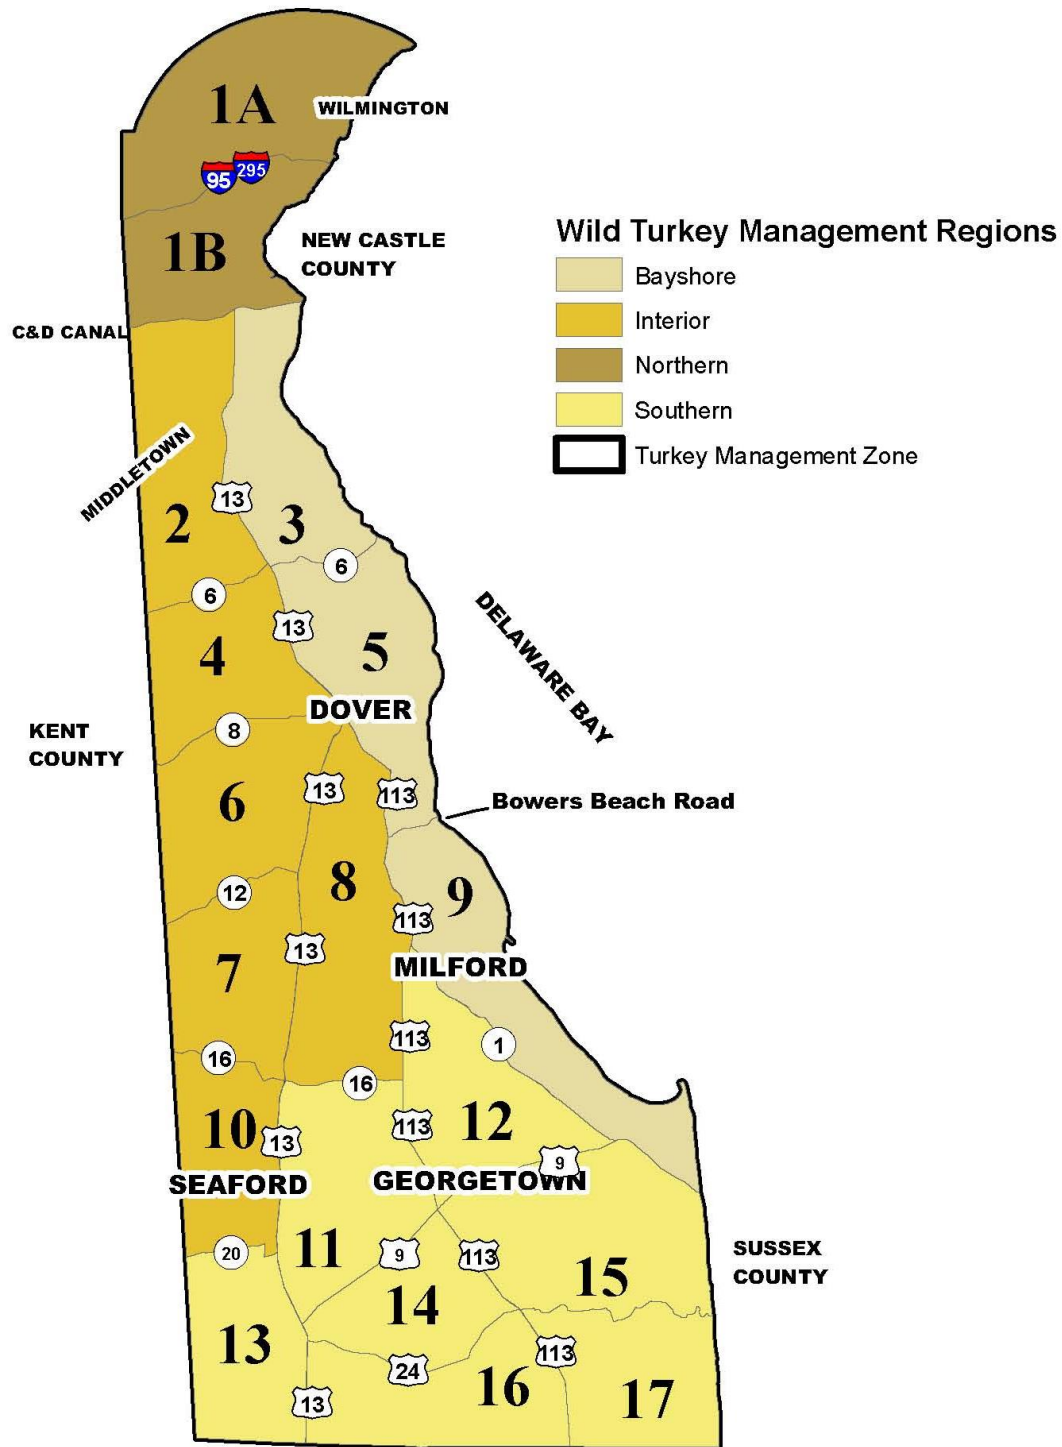 1A
WILMINGTON
95
295
1B
NEW CASTLE
COUNTY
C&D CANAL
MIDDLETOWN
13
2
3
6
6
13
4
5
DELAWARE BAY
DOVER
KENT
COUNTY
8
6
13
113
Bowers Beach Road
12
8
9
113
13
7
MILFORD
113
1
16
16
10
13
113
12
9
SEAFORD
GEORGETOWN
20
11
9
113
15
SUSSEX
COUNTY
14
13
24
113
16
17
13
Wild Turkey Management Regions
Bayshore
Interior
Northern
Southern
Turkey Management Zone